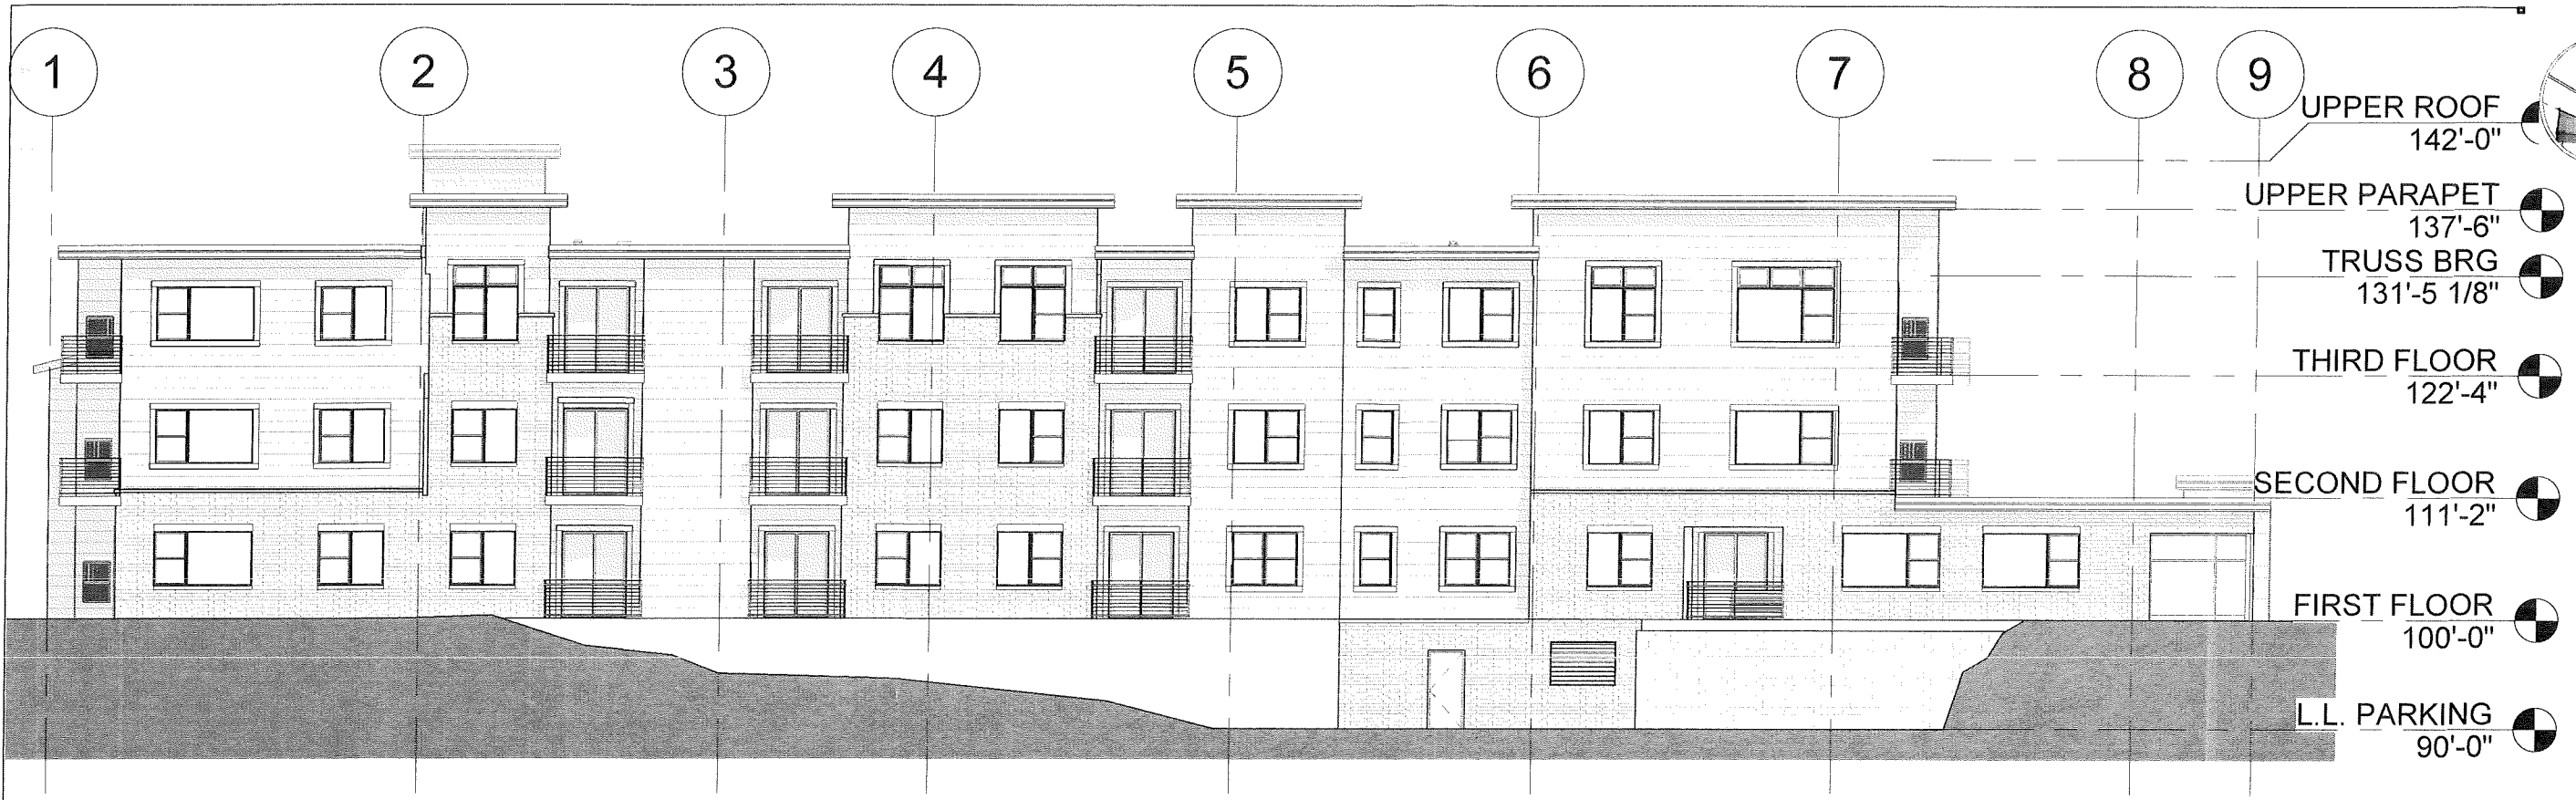 1 2 3 4 5 6 7 8 9
UPPER ROOF
142'-0"
UPPER PARAPET
137'-6"
TRUSS BRG
131'-5 1/8"
THIRD FLOOR
122'-4"
SECOND FLOOR
111'-2"
FIRST FLOOR
100'-0"
L.L. PARKING
90'-0"